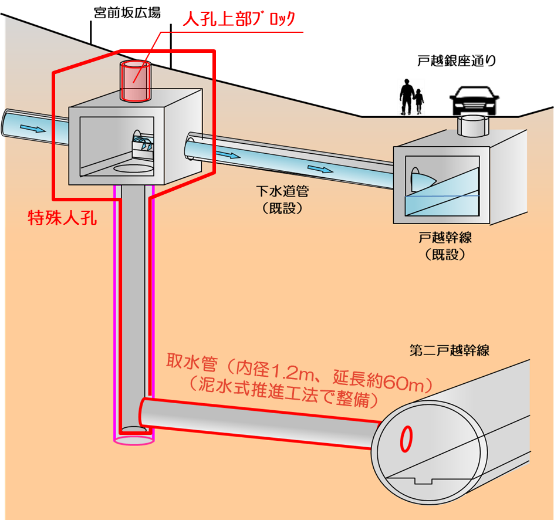 宮前坂広場
人孔上部ﾌﾞﾛｯｸ
戸越銀座通り
特殊人孔
下水道管
（既設）
戸越幹線
（既設）
取水管（内径1.2m、延長約60m）
（泥水式推進工法で整備）
第二戸越幹線